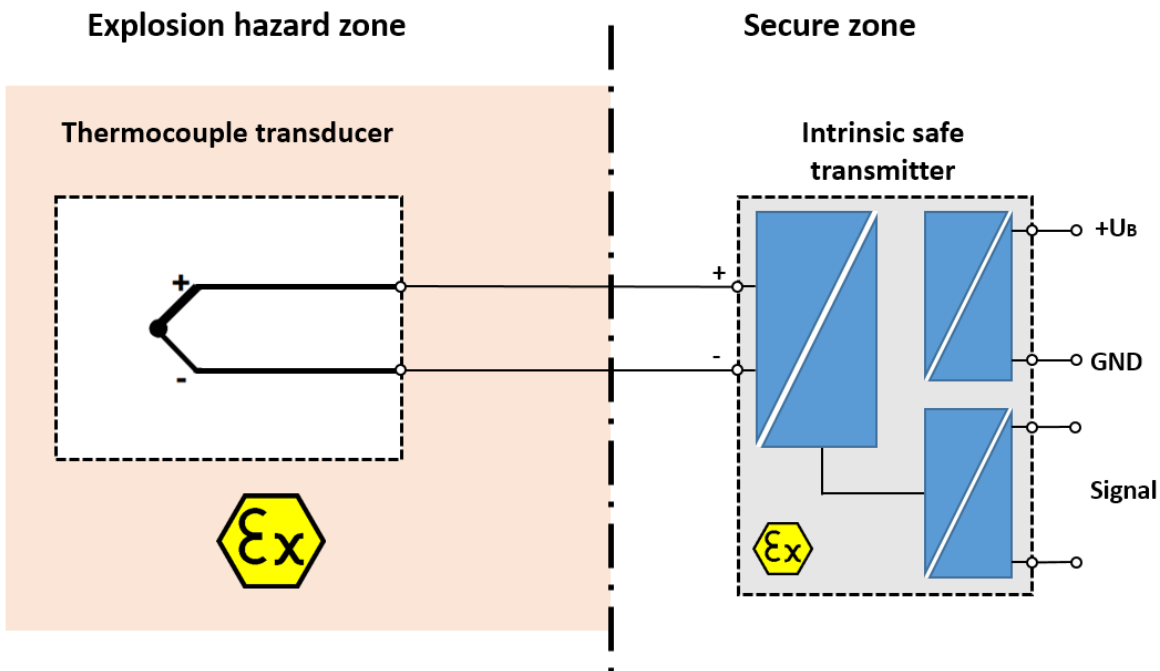 Explosion hazard zone
Secure zone
Thermocouple transducer
Intrinsic safe
transmitter
+
-
+
-
+UB
GND
Signal
Ex
Ex